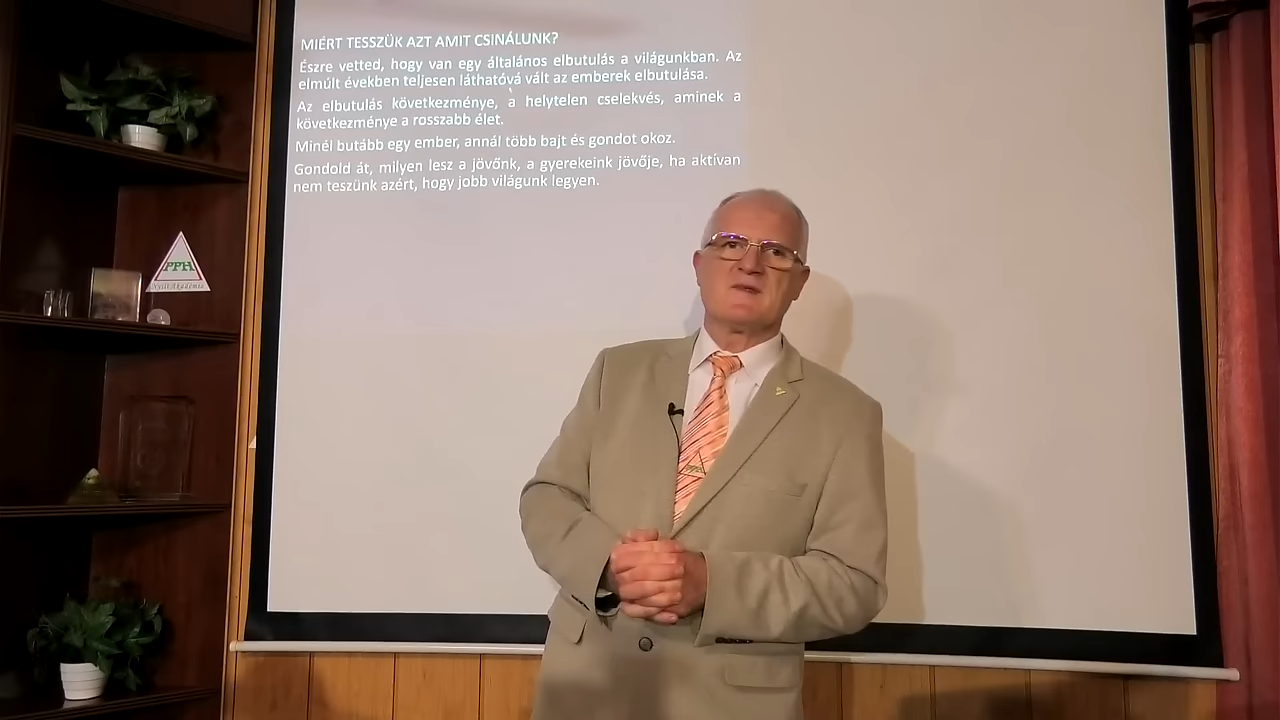 MIÉRT TESSZÜK AZT AMIT CSINÁLUNK?
Észre vetted, hogy van egy általános elbutulás a világunkban. Az
elmúlt években teljesen láthatóvá vált az emberek elbutulása.
Az elbutulás következménye, a helytelen cselekvés, aminek a
következménye a rosszabb élet.
Minél butább egy ember, annál több bajt és gondot okoz.
Gondold át, milyen lesz a jövőnk, a gyerekeink jövője, ha aktívan
nem teszünk azért, hogy jobb világunk legyen.
PPH
Nyílt Akadémia
PPH